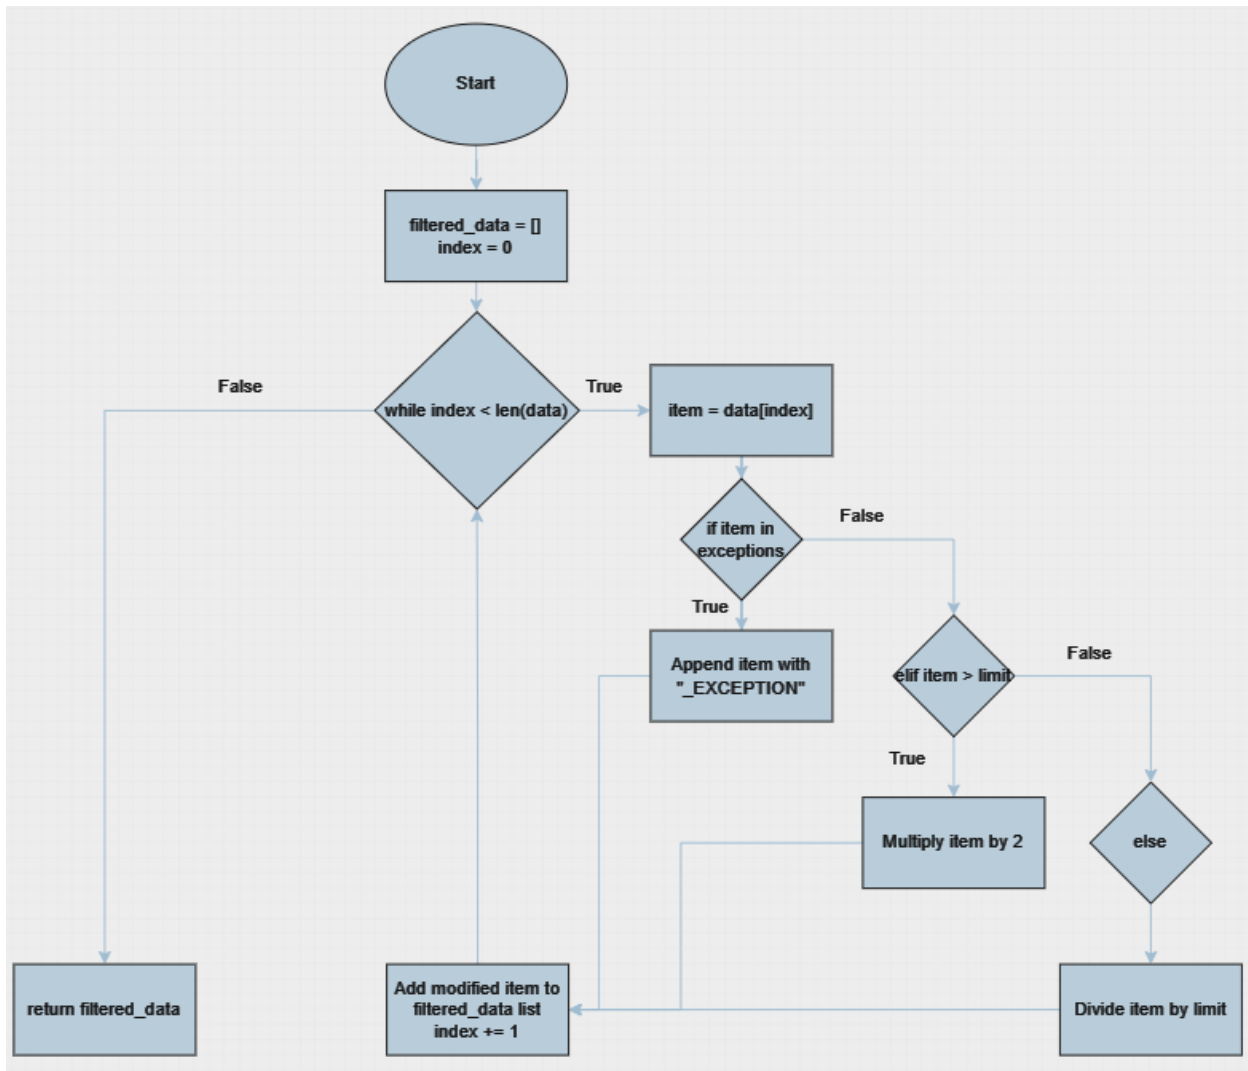 Start
filtered_data = []
index = 0
while index < len(data)
False
True
item = data[index]
if item in
exceptions
False
True
Append item with
"_EXCEPTION"
elif item > limit
False
True
Multiply item by 2
else
return filtered_data
Add modified item to
filtered_data list
index += 1
Divide item by limit